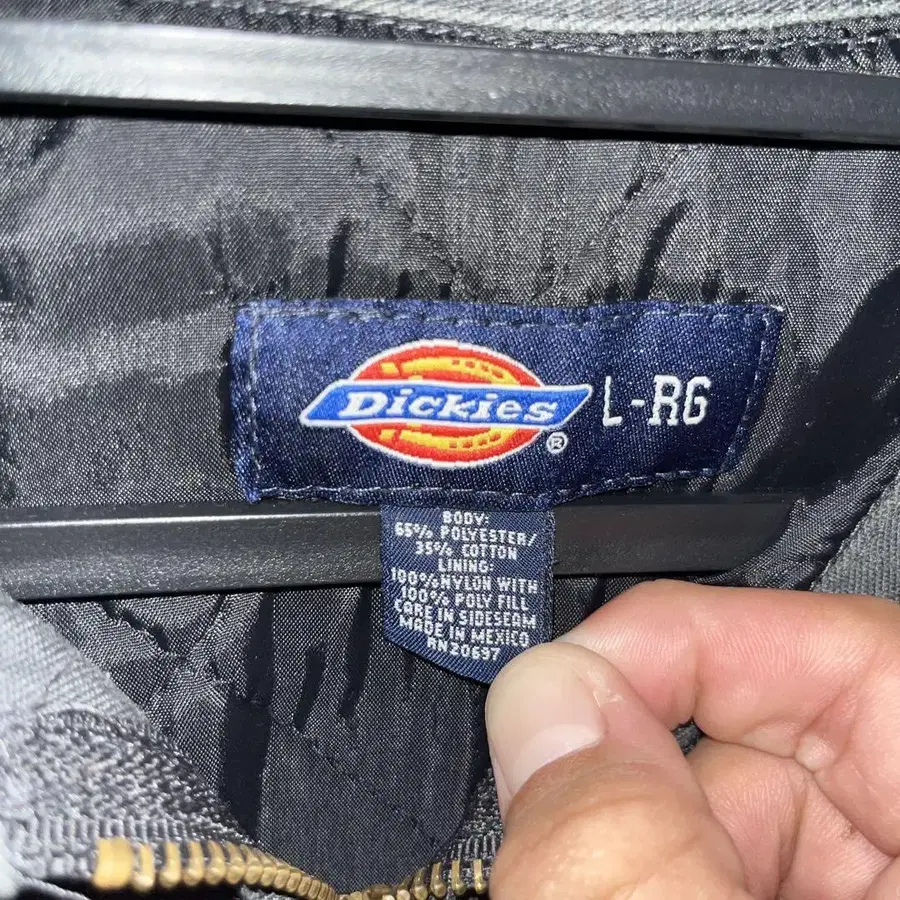 Dickies ® L-RG
BODY:
65% POLYESTER/
35% COTTON
LINING:
100% NYLON WITH
100% POLY FILL
CARE IN SIDESEAM
MADE IN MEXICO
RN20697